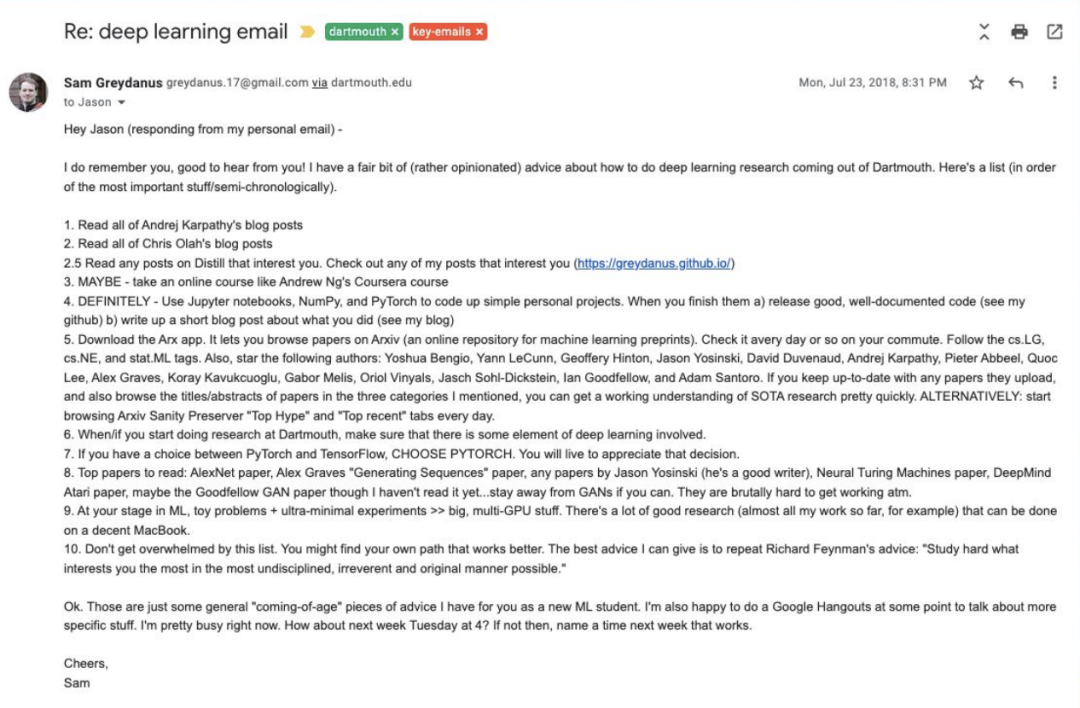 Re: deep learning email dartmouth × key-emails ×
Sam Greydanus greydanus.17@gmail.com via dartmouth.edu Mon, Jul 23, 2018, 8:31 PM
to Jason
Hey Jason (responding from my personal email) -
I do remember you, good to hear from you! I have a fair bit of (rather opinionated) advice about how to do deep learning research coming out of Dartmouth. Here's a list (in order
of the most important stuff/semi-chronologically).
1. Read all of Andrej Karpathy's blog posts
2. Read all of Chris Olah's blog posts
2.5 Read any posts on Distill that interest you. Check out any of my posts that interest you (https://greydanus.github.io/)
3. MAYBE - take an online course like Andrew Ng's Coursera course
4. DEFINITELY - Use Jupyter notebooks, NumPy, and PyTorch to code up simple personal projects. When you finish them a) release good, well-documented code (see my
github) b) write up a short blog post about what you did (see my blog)
5. Download the Arx app. It lets you browse papers on Arxiv (an online repository for machine learning preprints). Check it avery day or so on your commute. Follow the cs.LG,
cs.NE, and stat.ML tags. Also, star the following authors: Yoshua Bengio, Yann LeCunn, Geoffery Hinton, Jason Yosinski, David Duvenaud, Andrej Karpathy, Pieter Abbeel, Quoc
Lee, Alex Graves, Koray Kavukcuoglu, Gabor Melis, Oriol Vinyals, Jasch Sohl-Dickstein, Ian Goodfellow, and Adam Santoro. If you keep up-to-date with any papers they upload,
and also browse the titles/abstracts of papers in the three categories I mentioned, you can get a working understanding of SOTA research pretty quickly. ALTERNATIVELY: start
browsing Arxiv Sanity Preserver "Top Hype" and "Top recent" tabs every day.
6. When/if you start doing research at Dartmouth, make sure that there is some element of deep learning involved.
7. If you have a choice between PyTorch and TensorFlow, CHOOSE PYTORCH. You will live to appreciate that decision.
8. Top papers to read: AlexNet paper, Alex Graves "Generating Sequences" paper, any papers by Jason Yosinski (he's a good writer), Neural Turing Machines paper, DeepMind
Atari paper, maybe the Goodfellow GAN paper though I haven't read it yet...stay away from GANs if you can. They are brutally hard to get working atm.
9. At your stage in ML, toy problems + ultra-minimal experiments >> big, multi-GPU stuff. There's a lot of good research (almost all my work so far, for example) that can be done
on a decent MacBook.
10. Don't get overwhelmed by this list. You might find your own path that works better. The best advice I can give is to repeat Richard Feynman's advice: "Study hard what
interests you the most in the most undisciplined, irreverent and original manner possible."
Ok. Those are just some general "coming-of-age" pieces of advice I have for you as a new ML student. I'm also happy to do a Google Hangouts at some point to talk about more
specific stuff. I'm pretty busy right now. How about next week Tuesday at 4? If not then, name a time next week that works.
Cheers,
Sam